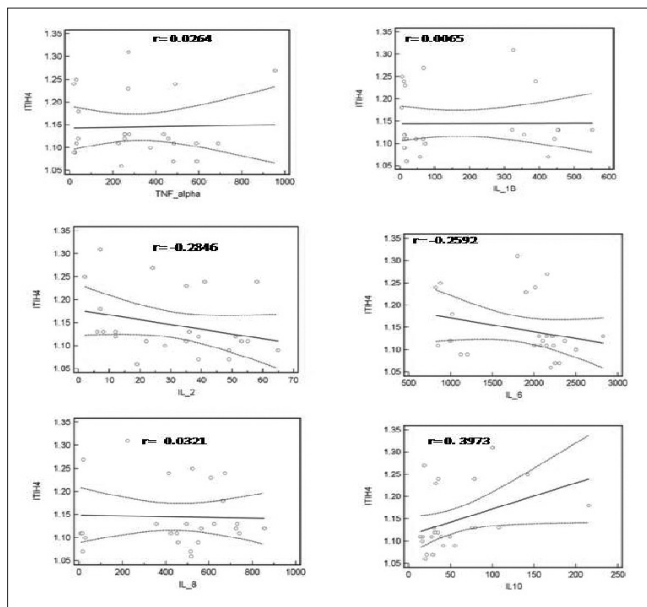 r= 0.0264
ITIH4
1.35
1.30
1.25
1.20
1.15
1.10
1.05
0 200 400 600 800 1000
TNF_alpha
r= 0.0065
ITIH4
1.35
1.30
1.25
1.20
1.15
1.10
1.05
0 100 200 300 400 500 600
IL_1B
r= -0.2846
ITIH4
1.35
1.30
1.25
1.20
1.15
1.10
1.05
0 10 20 30 40 50 60 70
IL_2
r= -0.2592
ITIH4
1.35
1.30
1.25
1.20
1.15
1.10
1.05
500 1000 1500 2000 2500 3000
IL_6
r= 0.0321
ITIH4
1.35
1.30
1.25
1.20
1.15
1.10
1.05
0 200 400 600 800 1000
IL_8
r= 0.3973
ITIH4
1.35
1.30
1.25
1.20
1.15
1.10
1.05
0 50 100 150 200 250
IL10